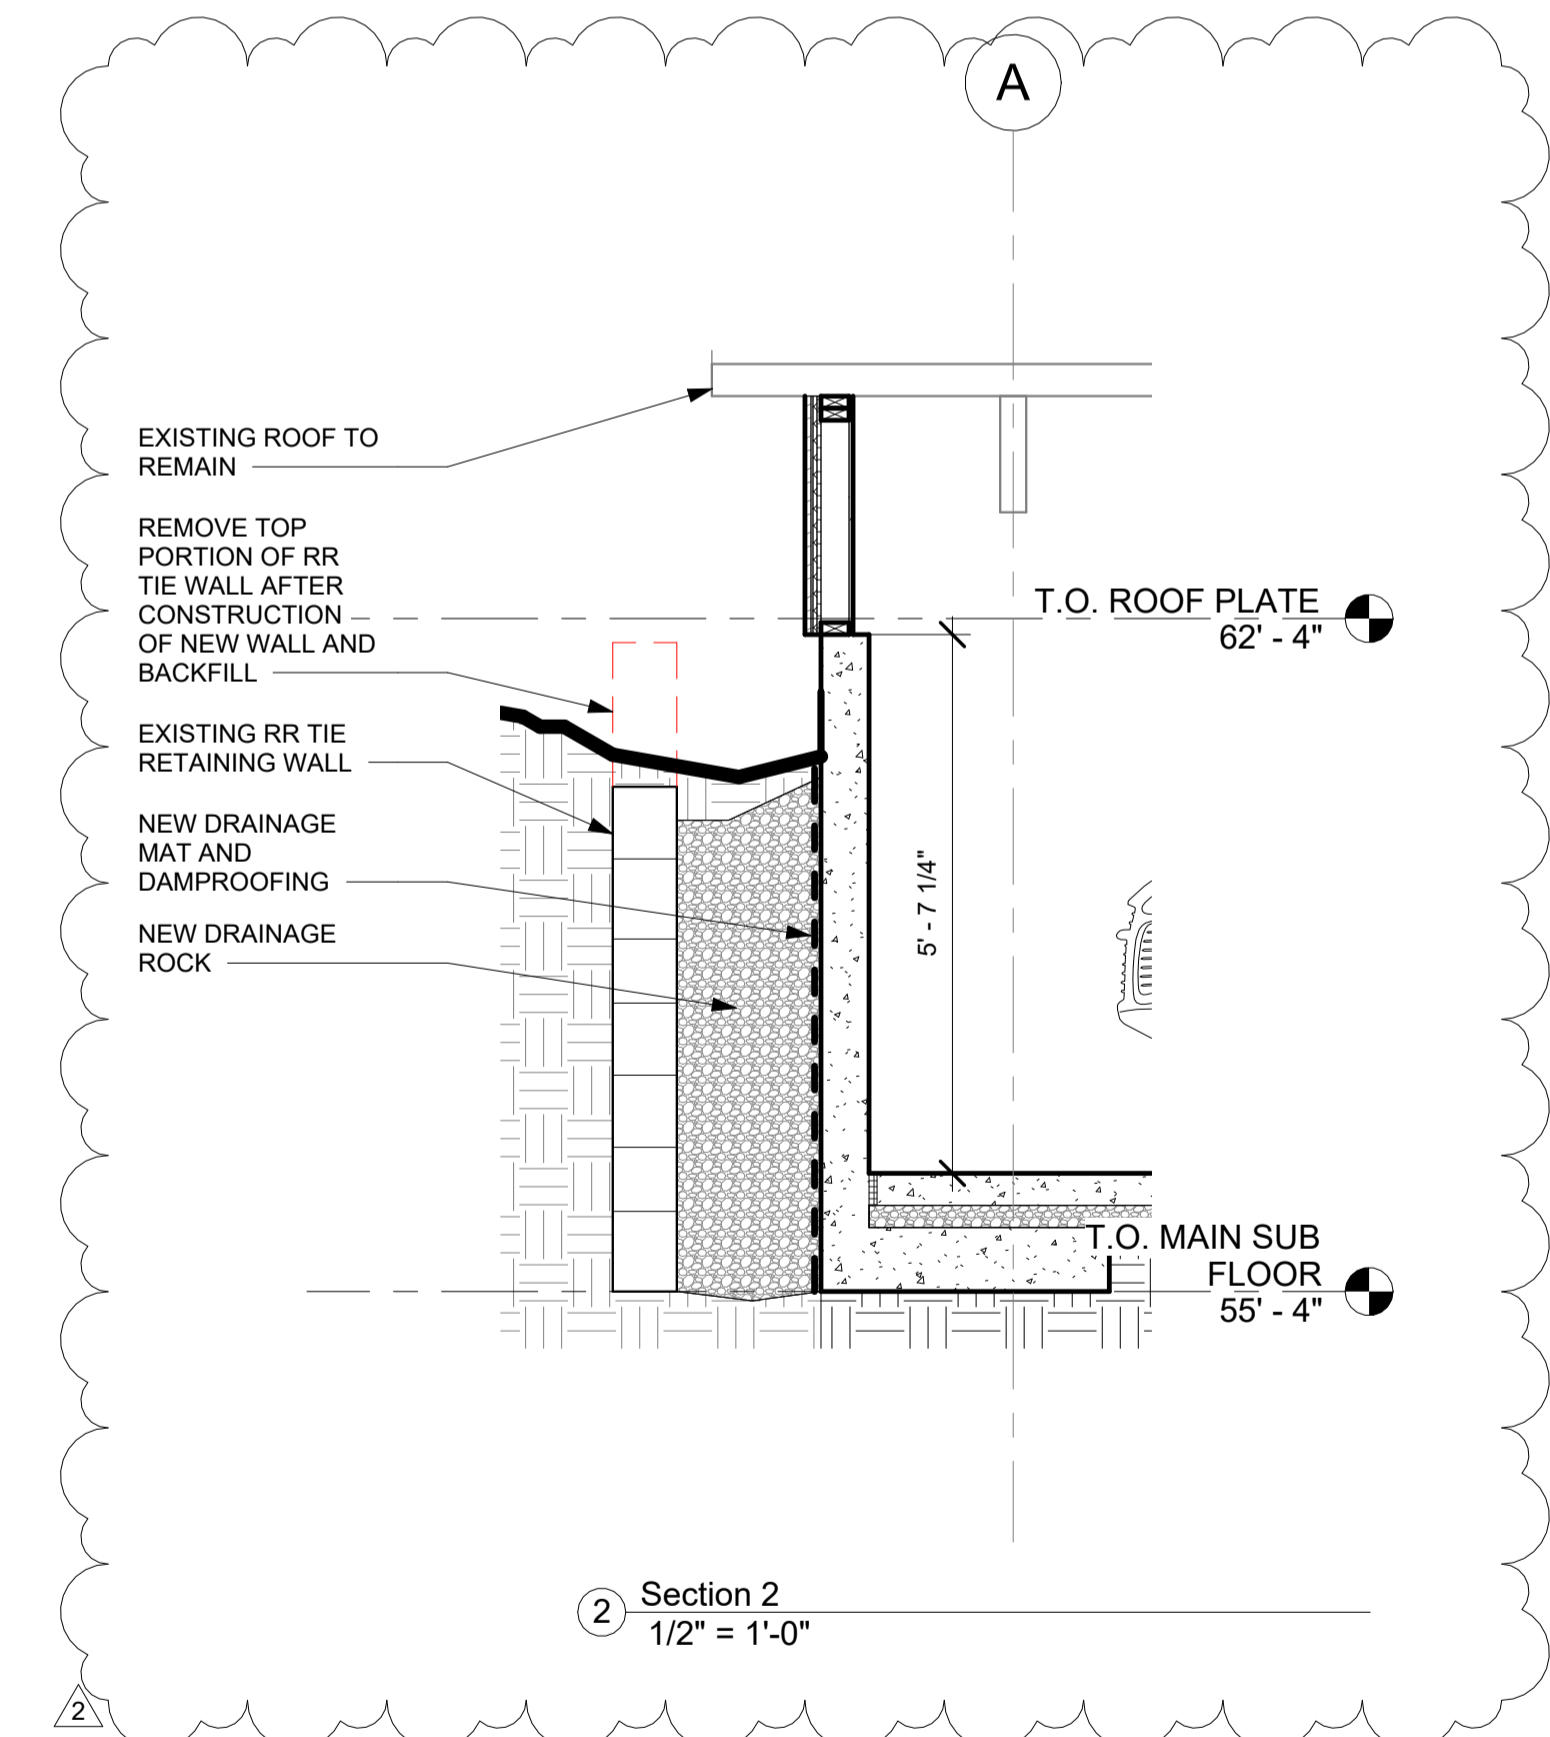 A
EXISTING ROOF TO
REMAIN
REMOVE TOP
PORTION OF RR
TIE WALL AFTER
CONSTRUCTION
OF NEW WALL AND
BACKFILL
EXISTING RR TIE
RETAINING WALL
NEW DRAINAGE
MAT AND
DAMPROOFING
NEW DRAINAGE
ROCK
T.O. ROOF PLATE
62' - 4"
5' - 7 1/4"
T.O. MAIN SUB
FLOOR
55' - 4"
2
Section 2
1/2" = 1'-0"
2